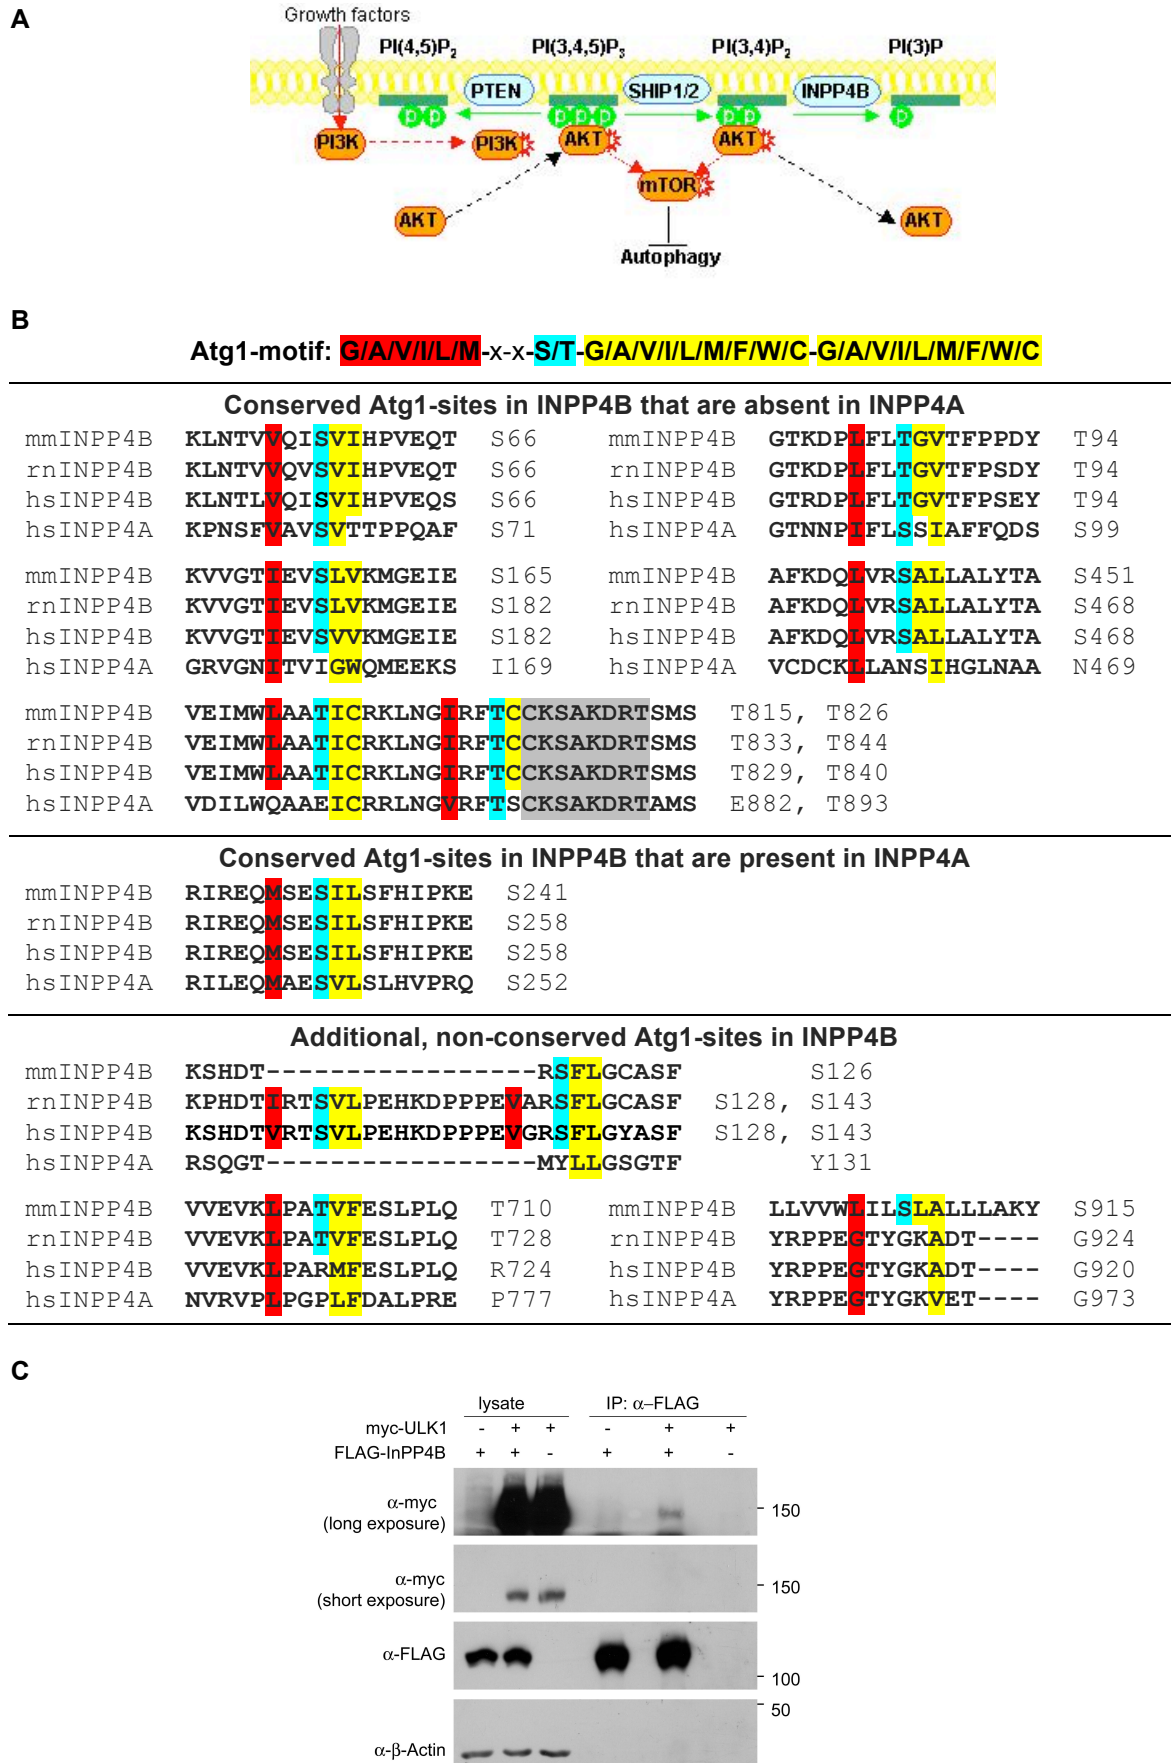 A
Growth factors
PI(4,5)P2 PI(3,4,5)P3 PI(3,4)P2 PI(3)P
PTEN SHIP1/2 INPP4B
p p p p p p p p
PI3K PI3K AKT AKT
mTOR
AKT AKT
Autophagy
B
Atg1-motif: G/A/V/I/L/M-x-x-S/T-G/A/V/I/L/M/F/W/C-G/A/V/I/L/M/F/W/C
Conserved Atg1-sites in INPP4B that are absent in INPP4A
mmINPP4B KLNTVVQISVIHPVEQT S66 mmINPP4B GTKDPLFLTGVTFPPDY T94
rnINPP4B KLNTVVQVSVIHPVEQT S66 rnINPP4B GTKDPLFLTGVTFPSDY T94
hsINPP4B KLNTLVQISVIHPVEQS S66 hsINPP4B GTRDPLFLTGVTFPSEY T94
hsINPP4A KPNSFVAVSVTTPPQAF S71 hsINPP4A GTNNPIFLSSIAFFQDS S99
mmINPP4B KVVGTIEVSLVKMGEIE S165 mmINPP4B AFKDQLVRSALLALYTA S451
rnINPP4B KVVGTIEVSLVKMGEIE S182 rnINPP4B AFKDQLVRSALLALYTA S468
hsINPP4B KVVGTIEVSVVKMGEIE S182 hsINPP4B AFKDQLVRSALLALYTA S468
hsINPP4A GRVGNITVIGWQMEEKS I169 hsINPP4A VCDCKLLANSIHGLNAA N469
mmINPP4B VEIMWLAATICRKLNGIRFTCCKSAKDRTSMS T815, T826
rnINPP4B VEIMWLAATICRKLNGIRFTCCKSAKDRTSMS T833, T844
hsINPP4B VEIMWLAATICRKLNGIRFTCCKSAKDRTSMS T829, T840
hsINPP4A VDILWQAAEICRRLNGVRFTSCKSAKDRTAMS E882, T893
Conserved Atg1-sites in INPP4B that are present in INPP4A
mmINPP4B RIREQMSESILSFHIPKE S241
rnINPP4B RIREQMSESILSFHIPKE S258
hsINPP4B RIREQMSESILSFHIPKE S258
hsINPP4A RILEQMAESVLSLHVPRQ S252
Additional, non-conserved Atg1-sites in INPP4B
mmINPP4B KSHDT-----------------RSFLGCASF S126
rnINPP4B KPHDTIRTSVLPEHKDPPPEVARSFLGCASF S128, S143
hsINPP4B KSHDTVRTSVLPEHKDPPPEVGRSFLGYASF S128, S143
hsINPP4A RSQGT-----------------MYLLGSGTF Y131
mmINPP4B VVEVKLPATVFESLPLQ T710 mmINPP4B LLVVWLILSLALLLAKY S915
rnINPP4B VVEVKLPATVFESLPLQ T728 rnINPP4B YRPPEGTYGKADT---- G924
hsINPP4B VVEVKLPARMFESLPLQ R724 hsINPP4B YRPPEGTYGKADT---- G920
hsINPP4A NVRVPLPGPLFDALPRE P777 hsINPP4A YRPPEGTYGKVET---- G973
C
lysate IP: α–FLAG
myc-ULK1 - + + - + +
FLAG-InPP4B + + - + + -
α-myc
(long exposure)
150
α-myc
(short exposure)
150
α-FLAG
100
50
α-β-Actin